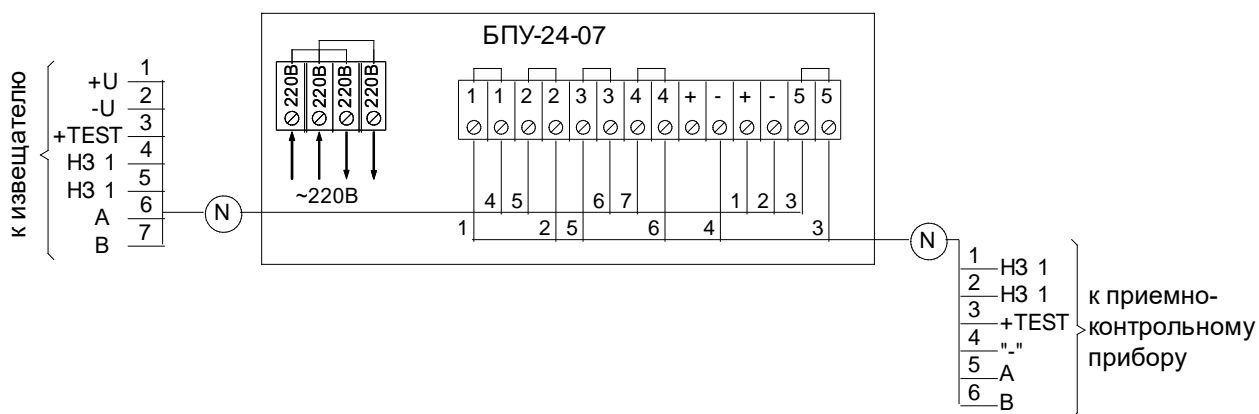 БПУ-24-07
220В 220В 220В 220В
~220В
1 1 2 2 3 3 4 4 + - + - 5 5
4 5 6 7 1 2 3
1 2 5 6 4 3
к извещателю
+U 1
-U 2
+TEST 3
НЗ 1 4
НЗ 1 5
A 6
B 7
N
N
1 НЗ 1
2 НЗ 1
3 +TEST
4 "-"
5 A
6 B
к приемно-
контрольному
прибору